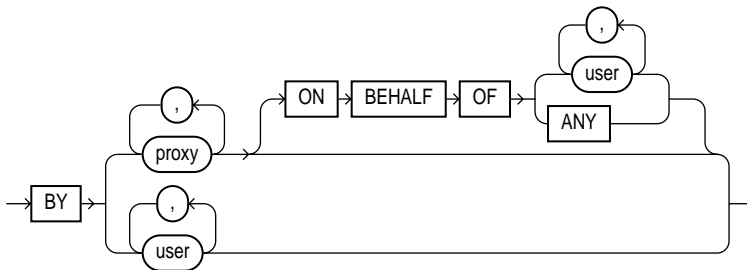 ,
user
ON BEHALF OF
ANY
,
proxy
BY
,
user